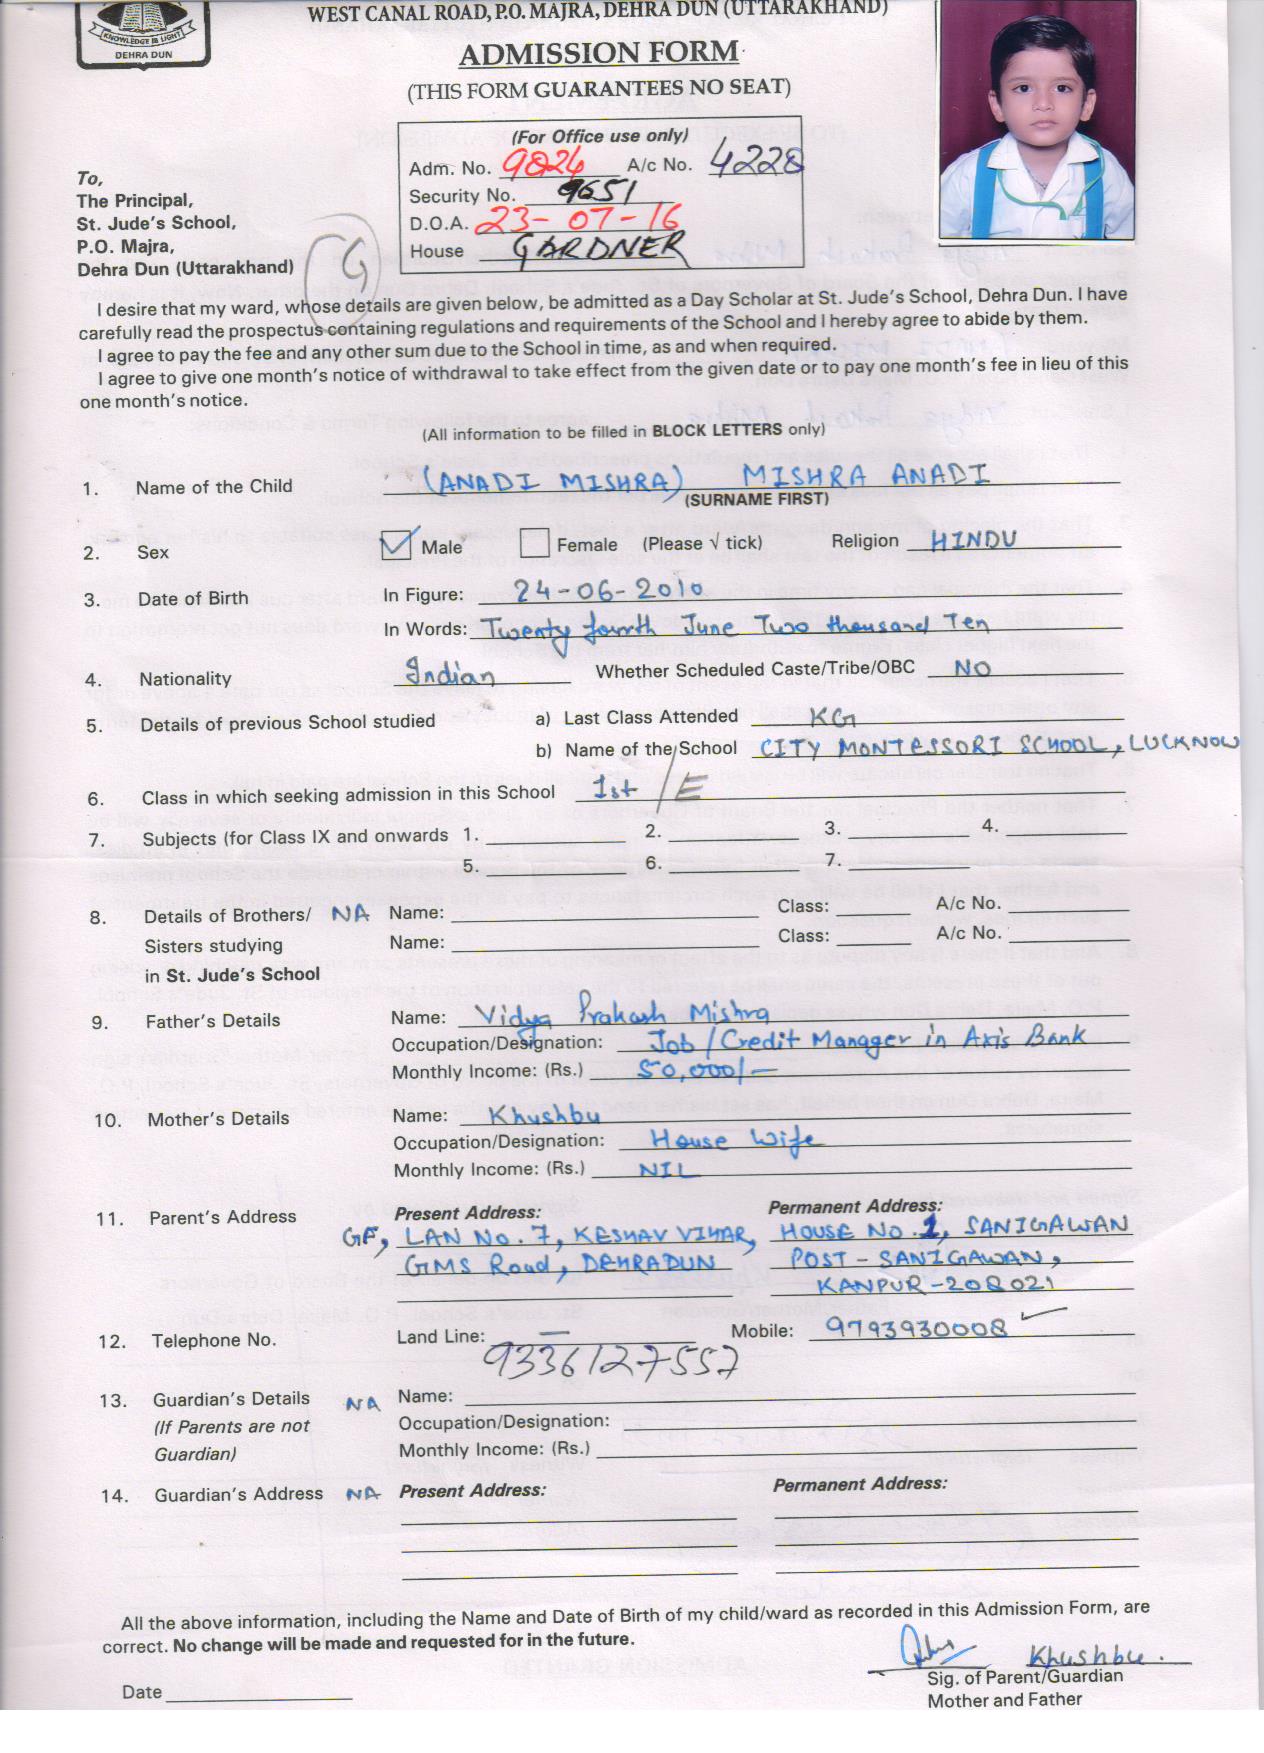 KNOWLEDGE IS LIGHT
DEHRA DUN
WEST CANAL ROAD, P.O. MAJRA, DEHRA DUN (UTTARAKHAND)
ADMISSION FORM
(THIS FORM GUARANTEES NO SEAT)
(For Office use only)
Adm. No. 9824 A/c No. 4228
Security No. 9651
D.O.A. 23-07-16
House GARDNER
To,
The Principal,
St. Jude's School,
P.O. Majra,
Dehra Dun (Uttarakhand)
G
I desire that my ward, whose details are given below, be admitted as a Day Scholar at St. Jude's School, Dehra Dun. I have
carefully read the prospectus containing regulations and requirements of the School and I hereby agree to abide by them.
I agree to pay the fee and any other sum due to the School in time, as and when required.
I agree to give one month's notice of withdrawal to take effect from the given date or to pay one month's fee in lieu of this
one month's notice.
(All information to be filled in BLOCK LETTERS only)
1. Name of the Child (ANADI MISHRA) MISHRA ANADI
(SURNAME FIRST)
2. Sex Male Female (Please √ tick) Religion HINDU
3. Date of Birth In Figure: 24-06-2010
In Words: Twenty fourth June Two thousand Ten
4. Nationality Indian Whether Scheduled Caste/Tribe/OBC NO
5. Details of previous School studied a) Last Class Attended KG
b) Name of the School CITY MONTESSORI SCHOOL, LUCKNOW
6. Class in which seeking admission in this School 1st /E
7. Subjects (for Class IX and onwards 1. 2. 3. 4.
5. 6. 7.
8. Details of Brothers/ NA Name: Class: A/c No.
Sisters studying Name: Class: A/c No.
in St. Jude's School
9. Father's Details Name: Vidya Prakash Mishra
Occupation/Designation: Job / Credit Manager in Axis Bank
Monthly Income: (Rs.) 50,000/-
10. Mother's Details Name: Khushbu
Occupation/Designation: House Wife
Monthly Income: (Rs.) NIL
11. Parent's Address Present Address: Permanent Address:
GF, LAN No. 7, KESHAV VIHAR, HOUSE NO. 1, SANIGAWAN
GMS Road, DEHRADUN POST - SANIGAWAN,
KANPUR-208021
12. Telephone No. Land Line: — Mobile: 9793930008
9336127557
13. Guardian's Details NA Name:
(If Parents are not Occupation/Designation:
Guardian) Monthly Income: (Rs.)
14. Guardian's Address NA Present Address: Permanent Address:
All the above information, including the Name and Date of Birth of my child/ward as recorded in this Admission Form, are
correct. No change will be made and requested for in the future.
Khushbu.
Sig. of Parent/Guardian
Date
Mother and Father